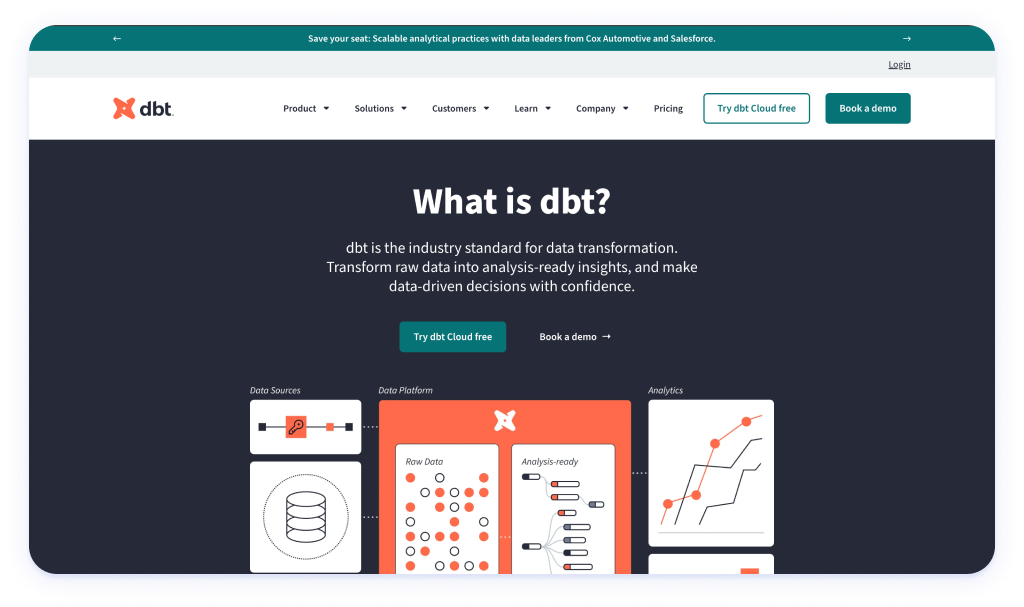 ← Save your seat: Scalable analytical practices with data leaders from Cox Automotive and Salesforce. →
Login
dbt
Product Solutions Customers Learn Company Pricing Try dbt Cloud free Book a demo
What is dbt?
dbt is the industry standard for data transformation.
Transform raw data into analysis-ready insights, and make
data-driven decisions with confidence.
Try dbt Cloud free Book a demo →
Data Sources Data Platform Analytics
Raw Data Analysis-ready